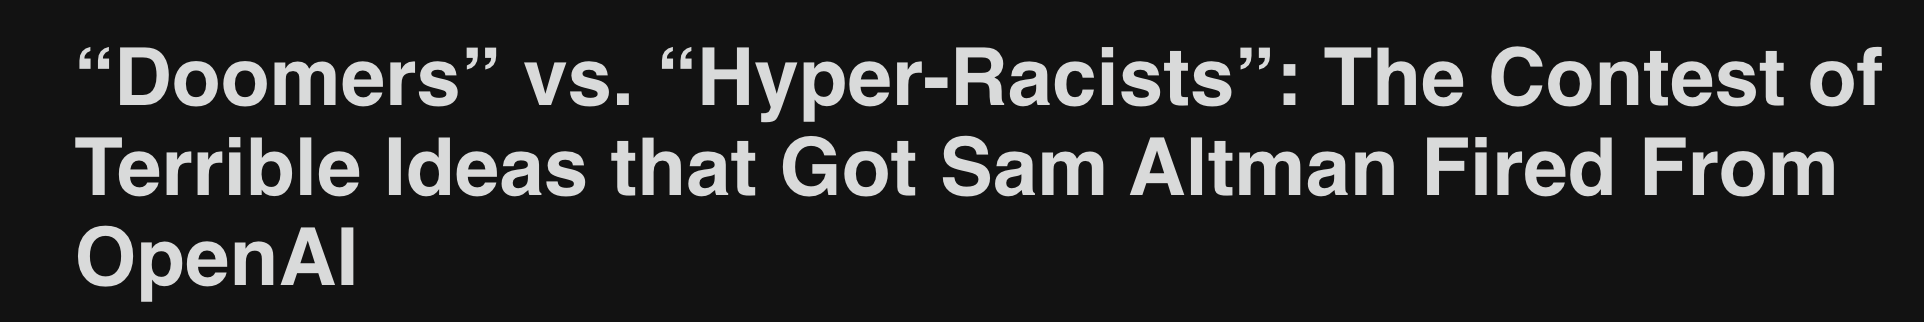 “Doomers” vs. “Hyper-Racists”: The Contest of
Terrible Ideas that Got Sam Altman Fired From
OpenAI